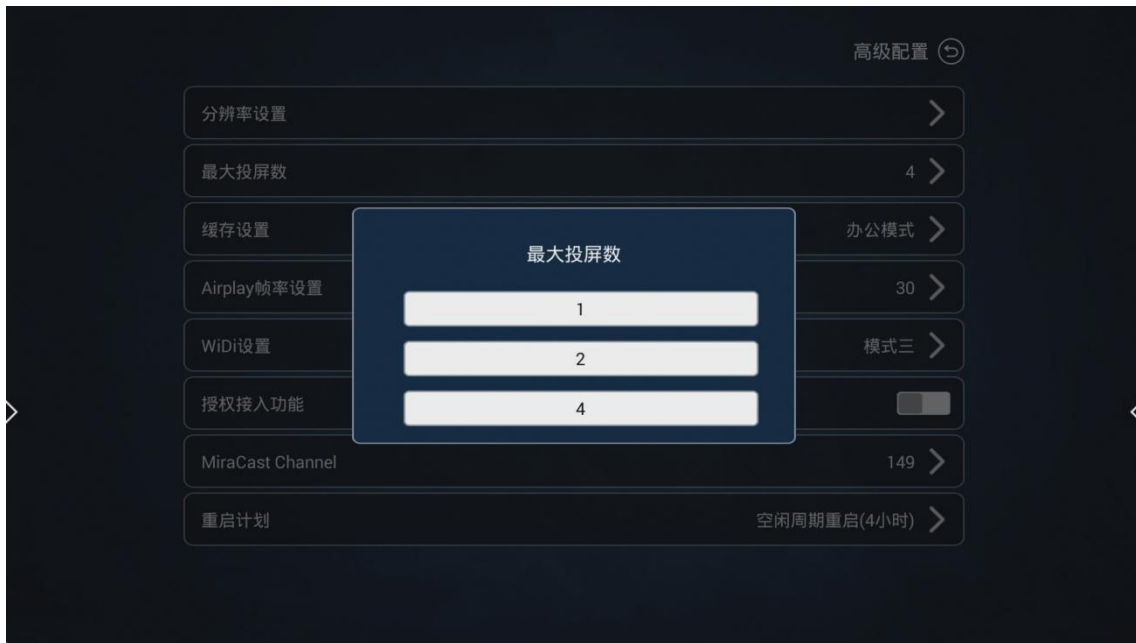 高级配置
分辨率设置
最大投屏数 4
缓存设置 办公模式
最大投屏数
Airplay帧率设置 30
1
WiDi设置 模式三
2
授权接入功能
4
MiraCast Channel 149
重启计划 空闲周期重启(4小时)